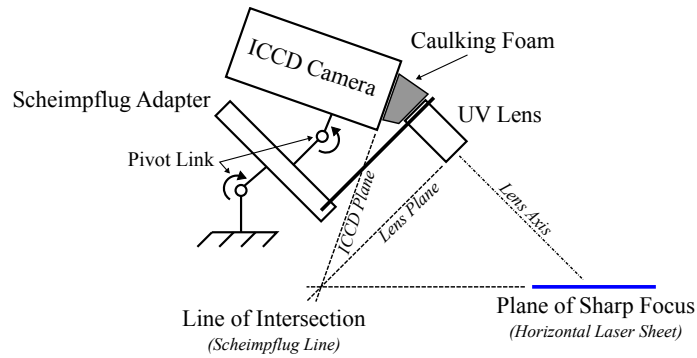 Caulking Foam
ICCD Camera
Scheimpflug Adapter
UV Lens
Pivot Link
ICCD Plane
Lens Plane
Lens Axis
Line of Intersection
(Scheimpflug Line)
Plane of Sharp Focus
(Horizontal Laser Sheet)